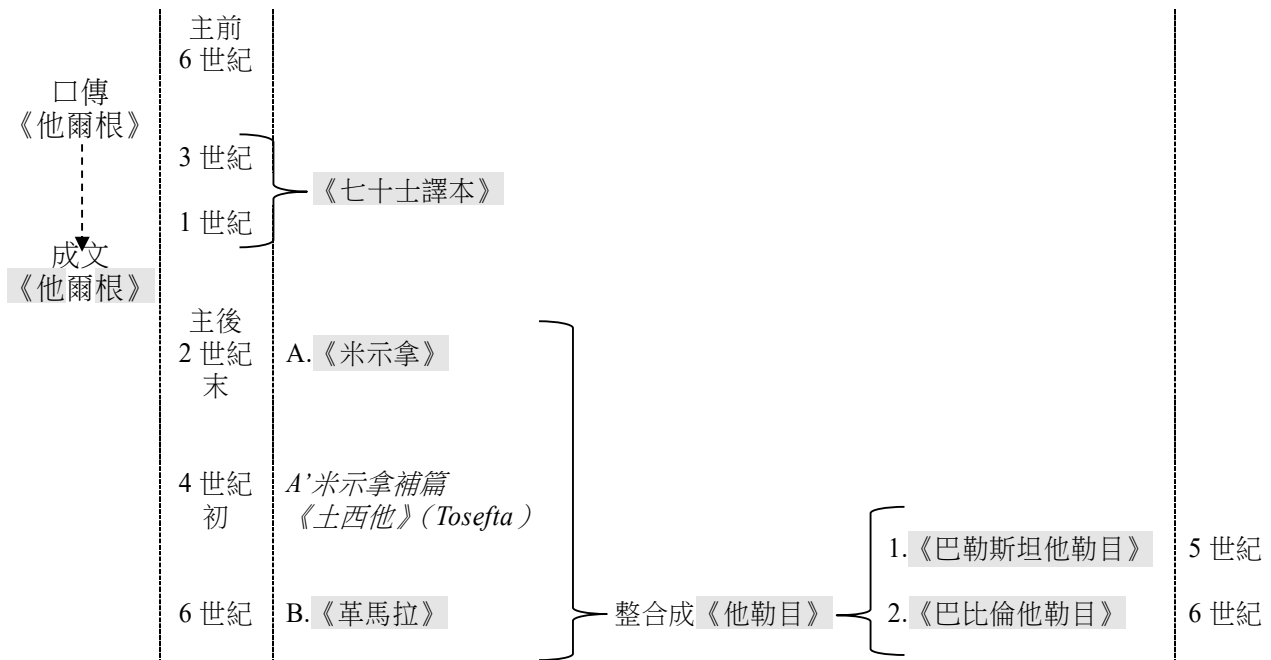 主前
6 世紀
口傳
《他爾根》
3 世紀
《七十士譯本》
1 世紀
成文
《他爾根》
主後
2 世紀
末
A.《米示拿》
4 世紀
初
A’米示拿補篇
《土西他》（Tosefta）
1.《巴勒斯坦他勒目》
5 世紀
6 世紀
B.《革馬拉》
整合成《他勒目》
2.《巴比倫他勒目》
6 世紀